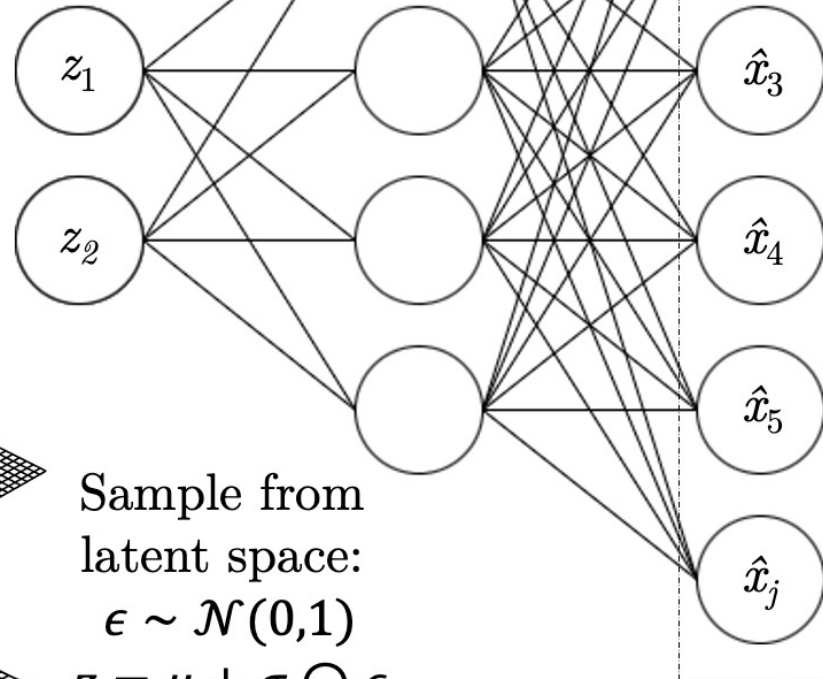 z₁
x̂₃
z₂
x̂₄
x̂₅
Sample from
latent space:
x̂ⱼ
ϵ ~ 𝒩(0,1)
z = μ + σ ⨀ ϵ